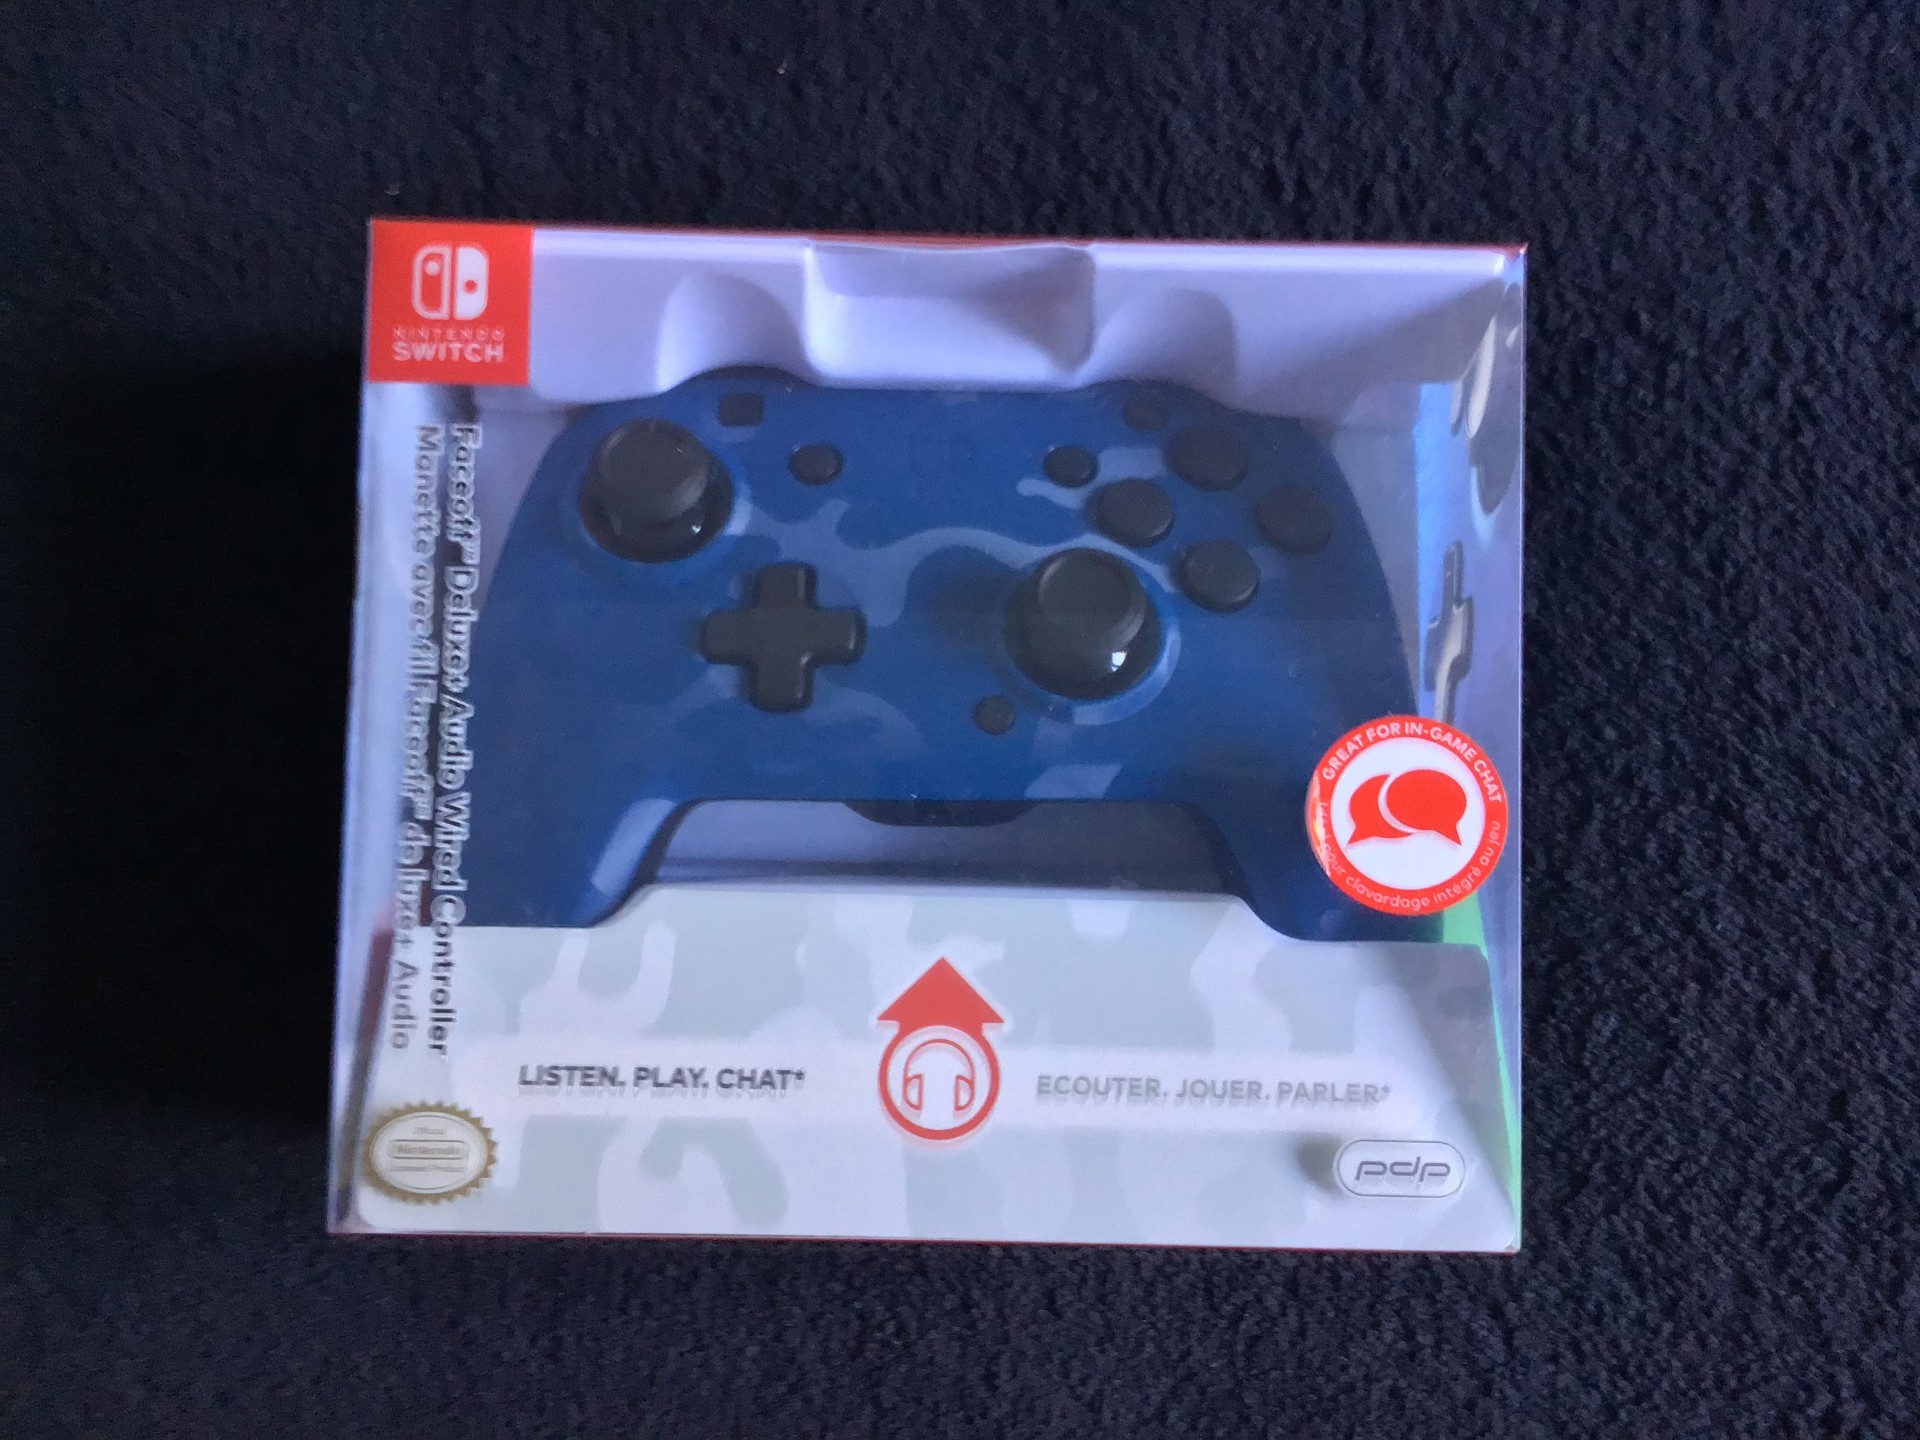 NINTENDO
SWITCH
Faceoff™ Deluxe+ Audio Wired Controller
Manette avec fil Faceoff™ deluxe+ Audio
GREAT FOR IN-GAME CHAT
pour clavardage intégré au jeu
LISTEN. PLAY. CHAT*
ECOUTER. JOUER. PARLER*
Official
Nintendo
Licensed Product
pdp